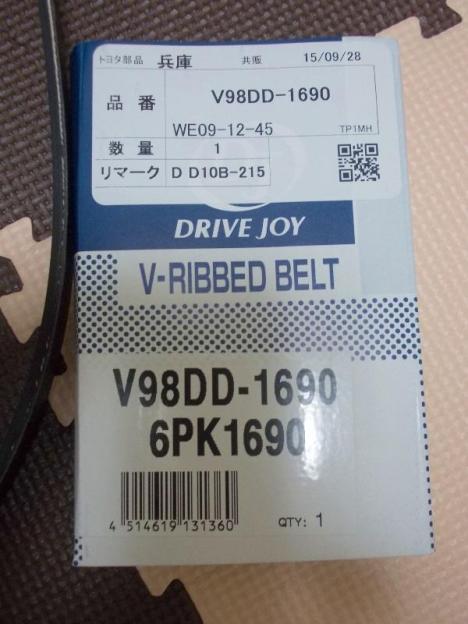 トヨタ部品 兵庫 共販 15/09/28
品番 V98DD-1690
WE09-12-45 TP1MH
数量 1
リマーク D D10B-215
DRIVE JOY
V-RIBBED BELT
V98DD-1690
6PK1690
4 514619 131360
QTY: 1